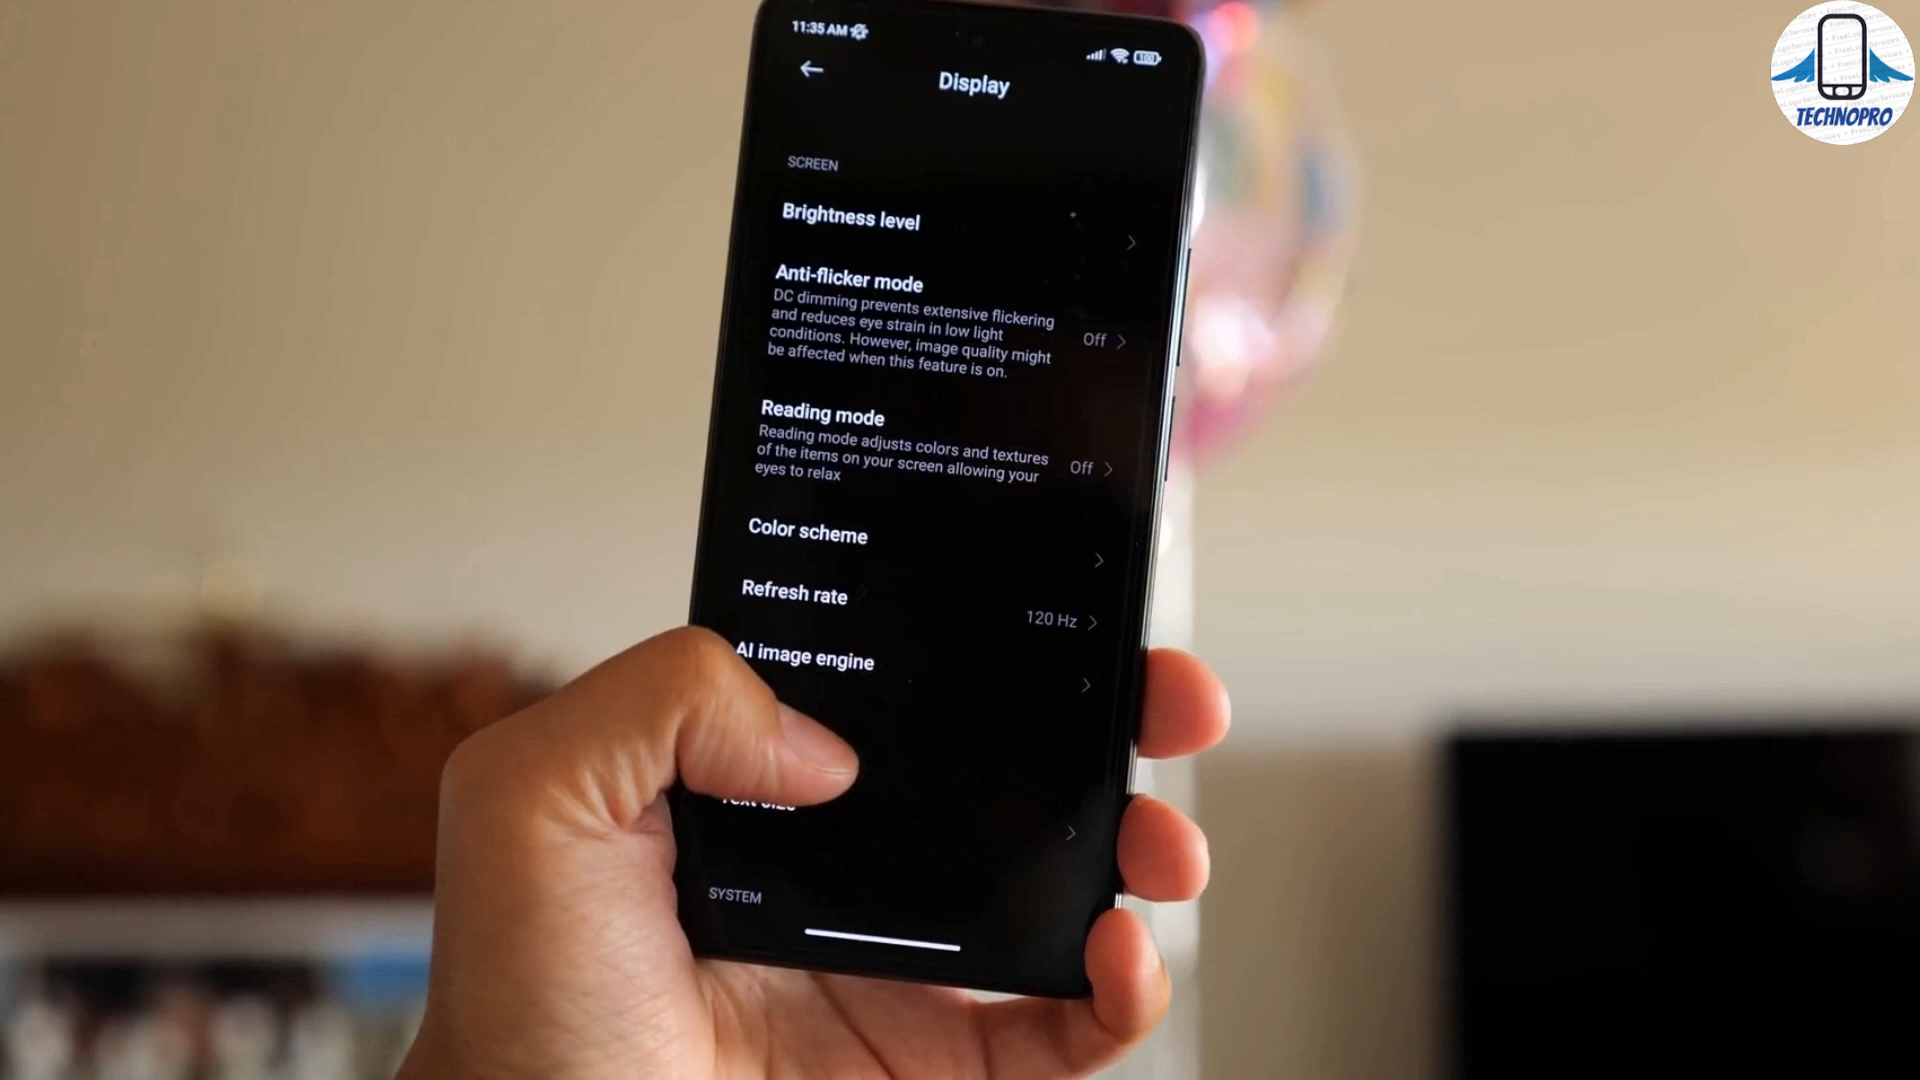 11:35 AM
100
Display
SCREEN
Brightness level
Anti-flicker mode
DC dimming prevents extensive flickering
and reduces eye strain in low light
conditions. However, image quality might
be affected when this feature is on.
Off
Reading mode
Reading mode adjusts colors and textures
of the items on your screen allowing your
eyes to relax
Off
Color scheme
Refresh rate
120 Hz
AI image engine
Text size
SYSTEM
TECHNOPRO